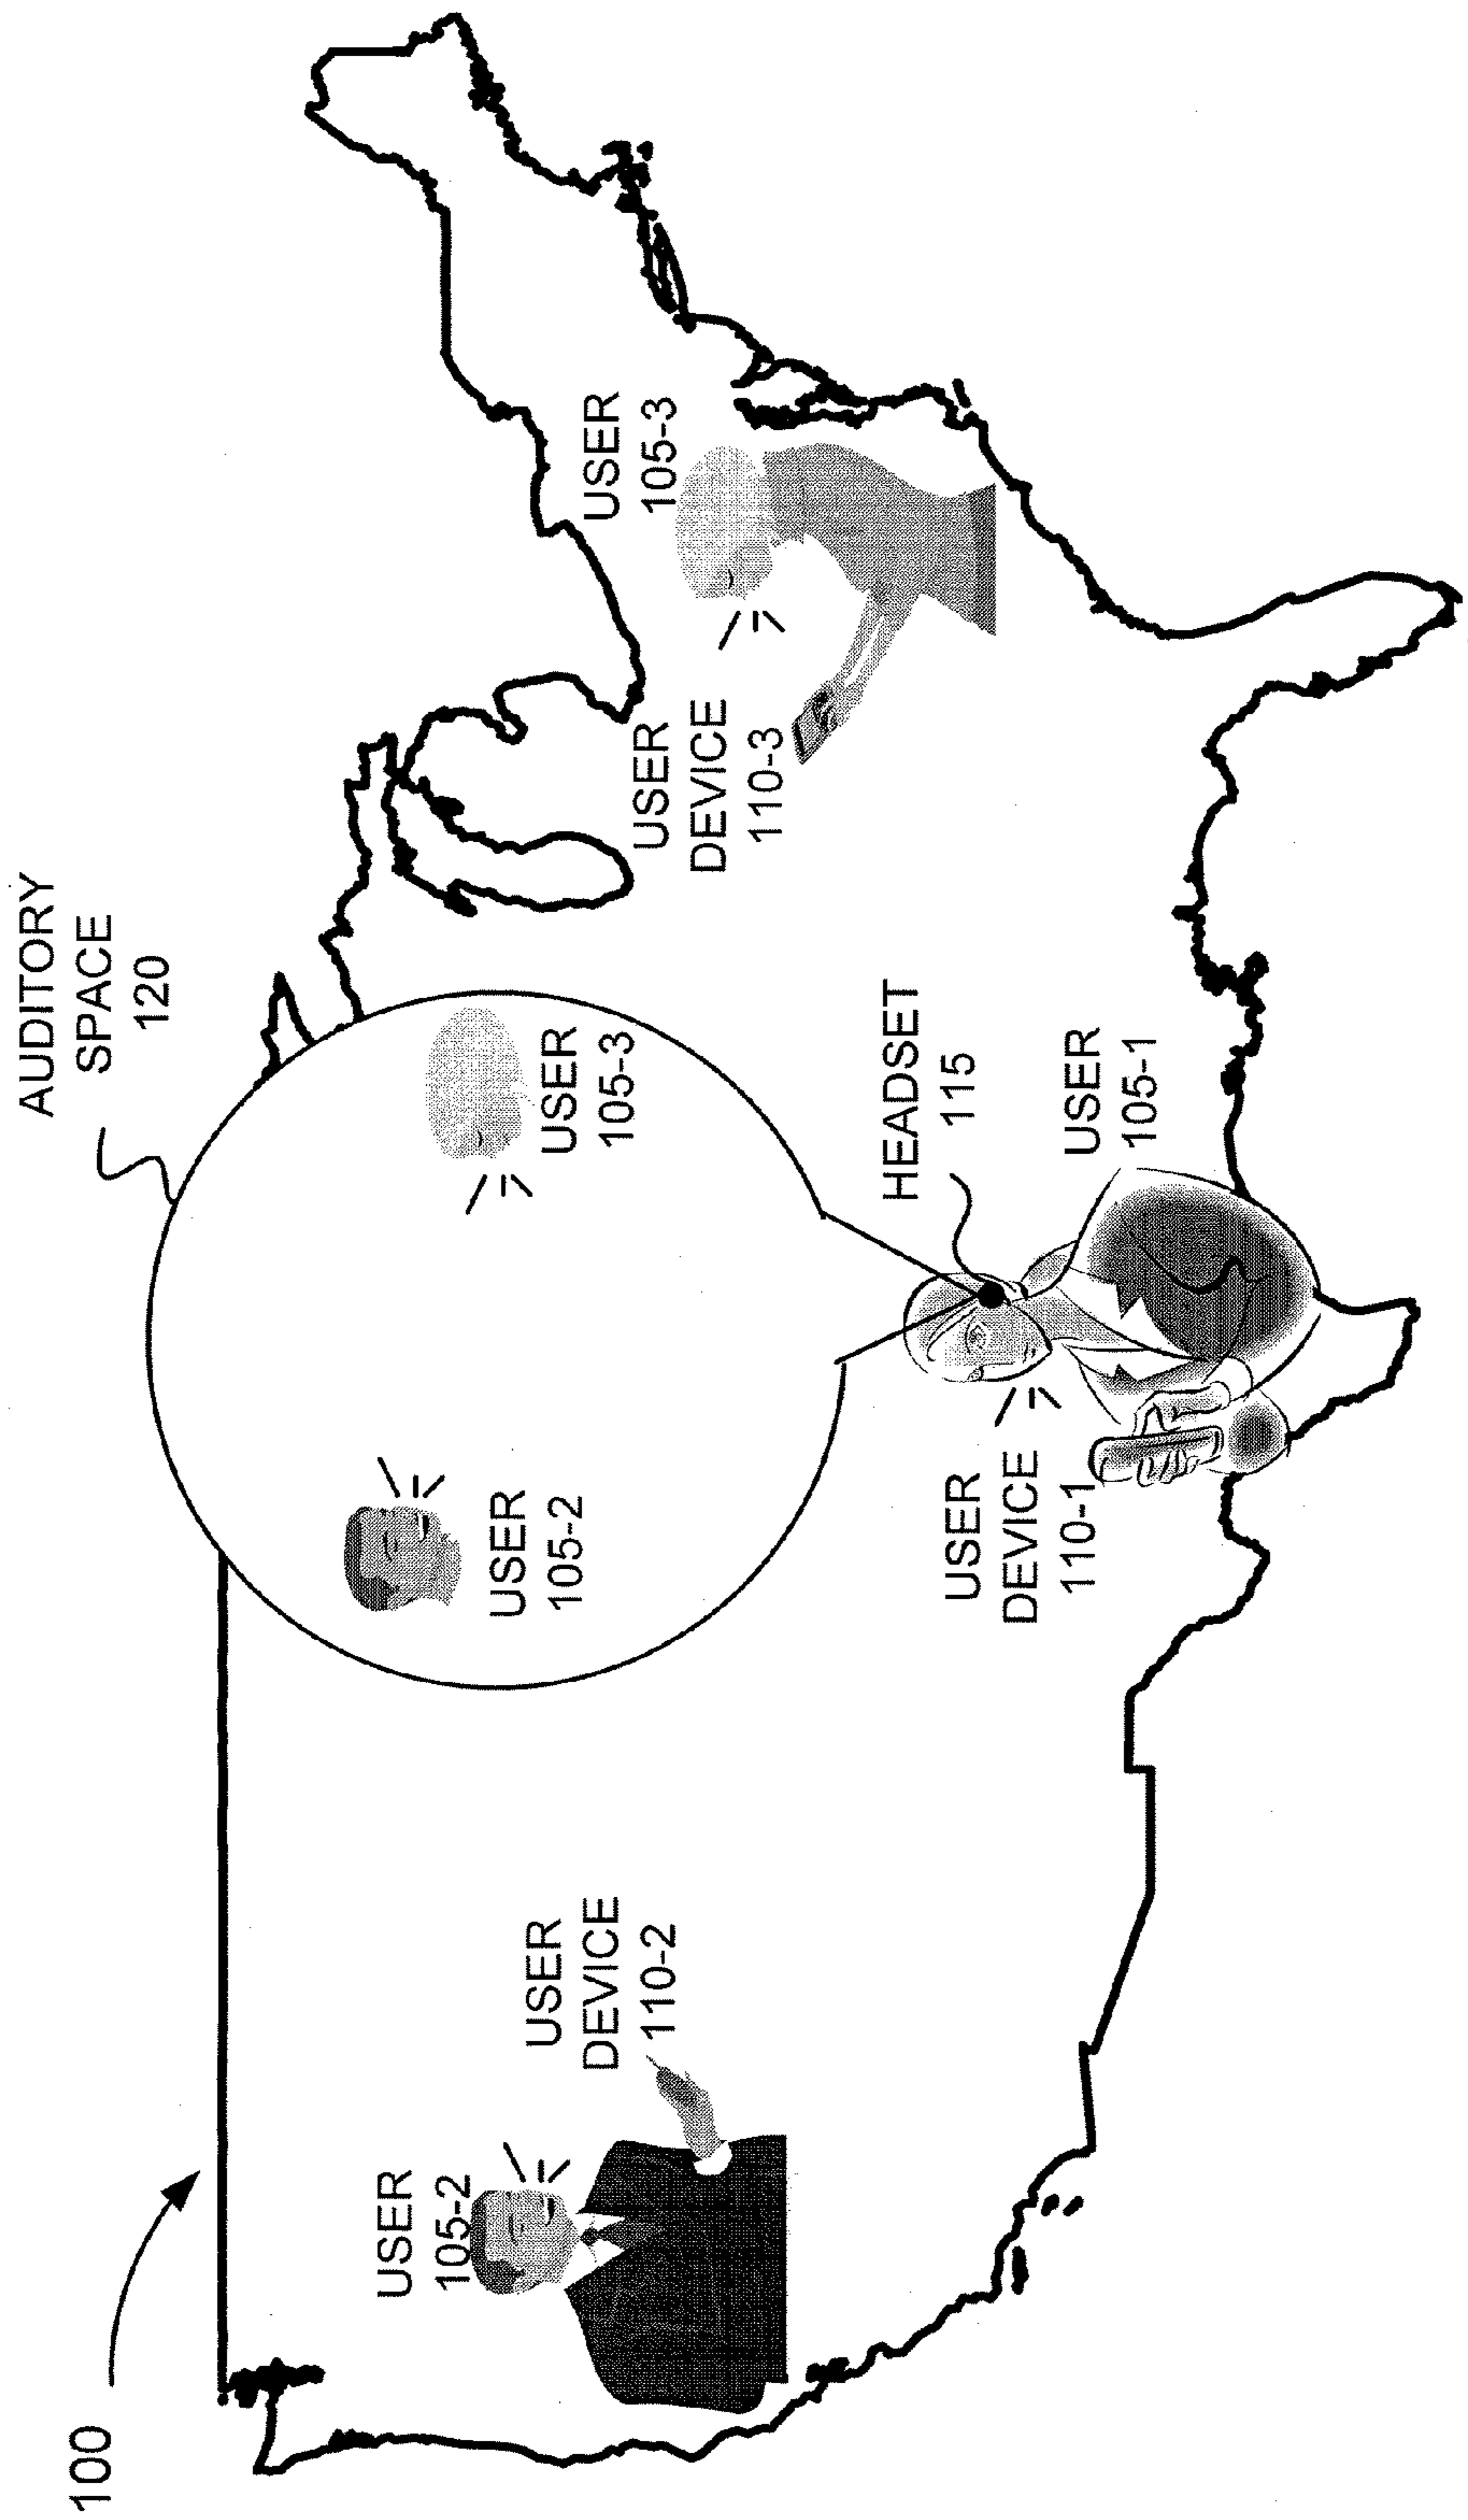 100
AUDITORY
SPACE
120
USER
105-2
USER
DEVICE
110-2
USER
105-2
USER
105-3
USER
105-3
USER
DEVICE
110-3
HEADSET
115
USER
105-1
USER
DEVICE
110-1